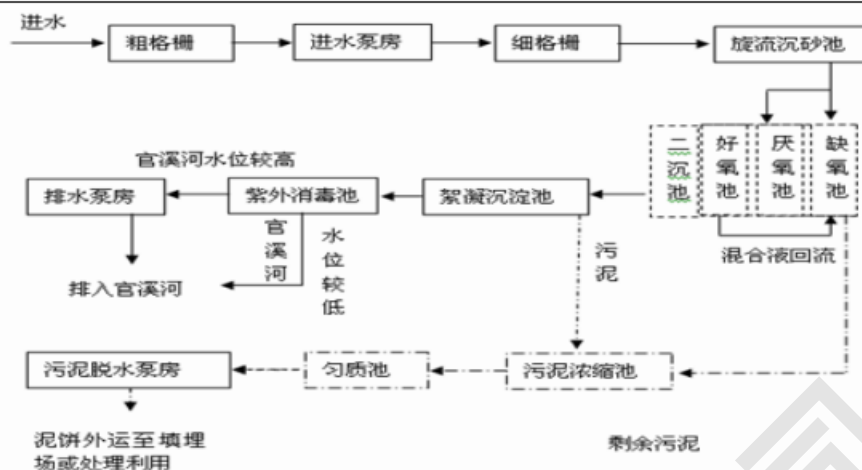 进水
粗格栅
进水泵房
细格栅
旋流沉砂池
二沉池
好氧池
厌氧池
缺氧池
混合液回流
官溪河水位较高
排水泵房
紫外消毒池
絮凝沉淀池
官溪河
水位较低
污泥
排入官溪河
污泥脱水泵房
匀质池
污泥浓缩池
泥饼外运至填埋
场或处理利用
剩余污泥